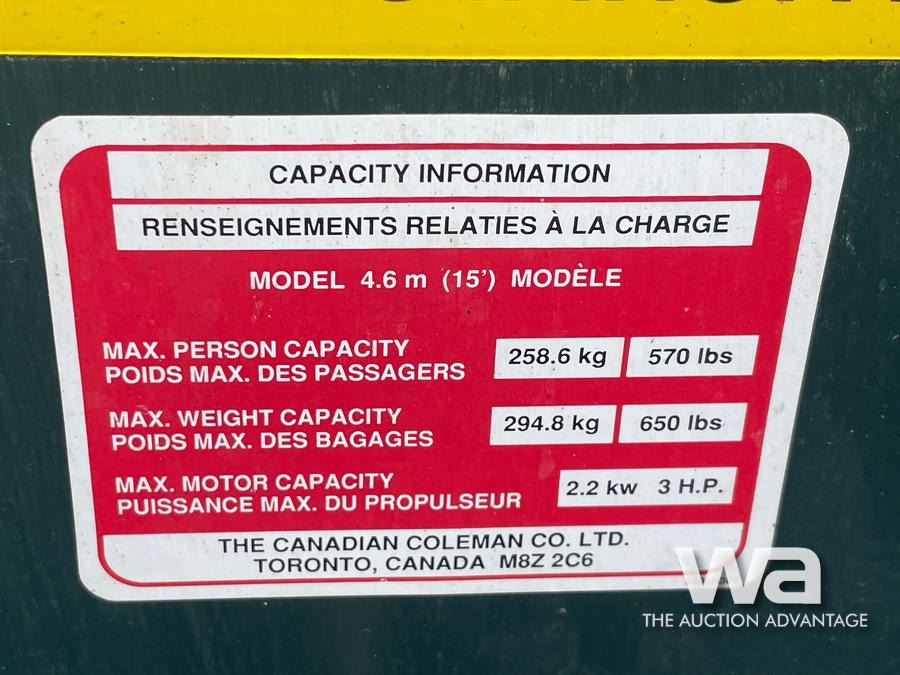 CAPACITY INFORMATION
RENSEIGNEMENTS RELATIES À LA CHARGE
MODEL 4.6 m (15') MODÈLE
MAX. PERSON CAPACITY
POIDS MAX. DES PASSAGERS
258.6 kg
570 lbs
MAX. WEIGHT CAPACITY
POIDS MAX. DES BAGAGES
294.8 kg
650 lbs
MAX. MOTOR CAPACITY
PUISSANCE MAX. DU PROPULSEUR
2.2 kw 3 H.P.
THE CANADIAN COLEMAN CO. LTD.
TORONTO, CANADA M8Z 2C6
wa
THE AUCTION ADVANTAGE